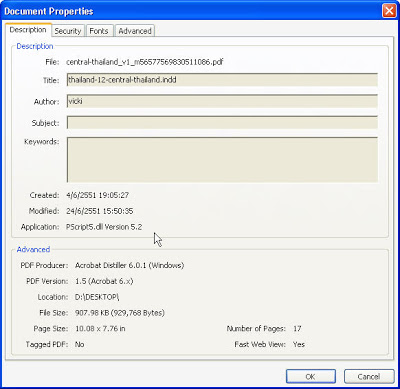 Document Properties
Description Security Fonts Advanced
Description
File: central-thailand_v1_m56577569830511086.pdf
Title: thailand-12-central-thailand.indd
Author: vicki
Subject:
Keywords:
Created: 4/6/2551 19:05:27
Modified: 24/6/2551 15:50:35
Application: PScript5.dll Version 5.2
Advanced
PDF Producer: Acrobat Distiller 6.0.1 (Windows)
PDF Version: 1.5 (Acrobat 6.x)
Location: D:\DESKTOP\
File Size: 907.98 KB (929,768 Bytes)
Page Size: 10.08 x 7.76 in Number of Pages: 17
Tagged PDF: No Fast Web View: Yes
OK Cancel